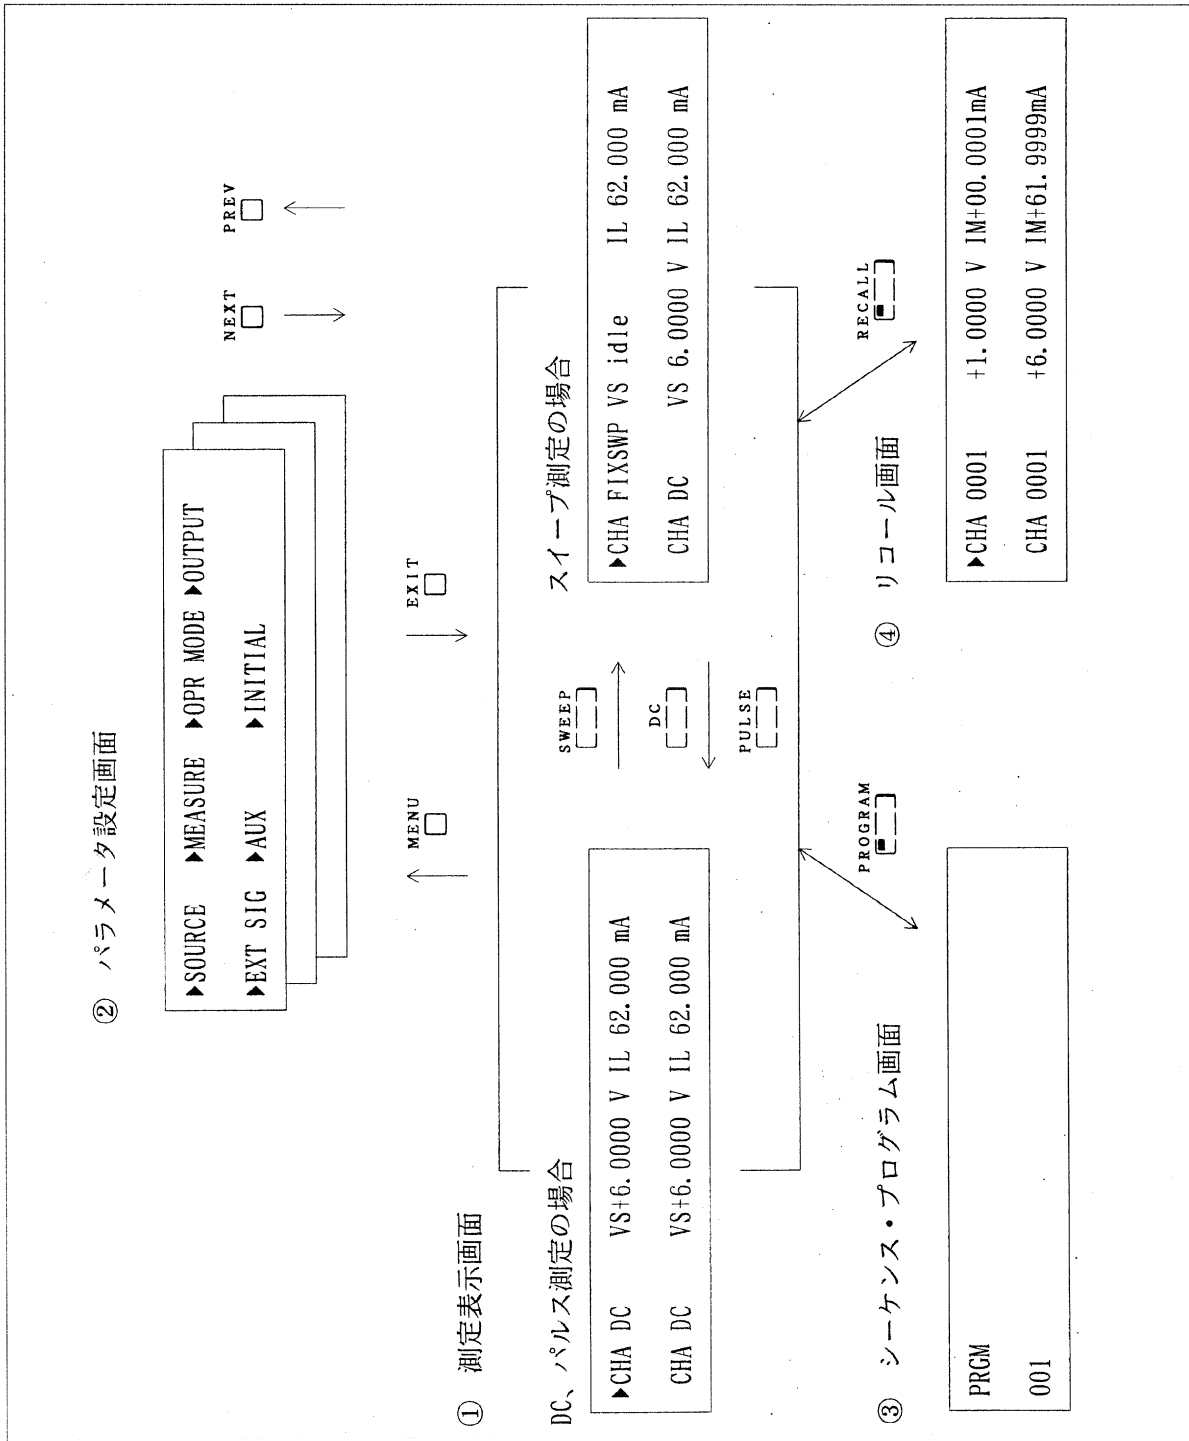 ② パラメータ設定画面
▶SOURCE ▶MEASURE ▶OPR MODE ▶OUTPUT
▶EXT SIG ▶AUX ▶INITIAL
NEXT
PREV
MENU
EXIT
① 測定表示画面
DC、パルス測定の場合
▶CHA DC VS+6.0000 V IL 62.000 mA
CHA DC VS+6.0000 V IL 62.000 mA
SWEEP
DC
PULSE
スイープ測定の場合
▶CHA FIXSWP VS idle IL 62.000 mA
CHA DC VS 6.0000 V IL 62.000 mA
PROGRAM
RECALL
③ シーケンス・プログラム画面
PRGM
001
④ リコール画面
▶CHA 0001 +1.0000 V IM+00.0001mA
CHA 0001 +6.0000 V IM+61.9999mA